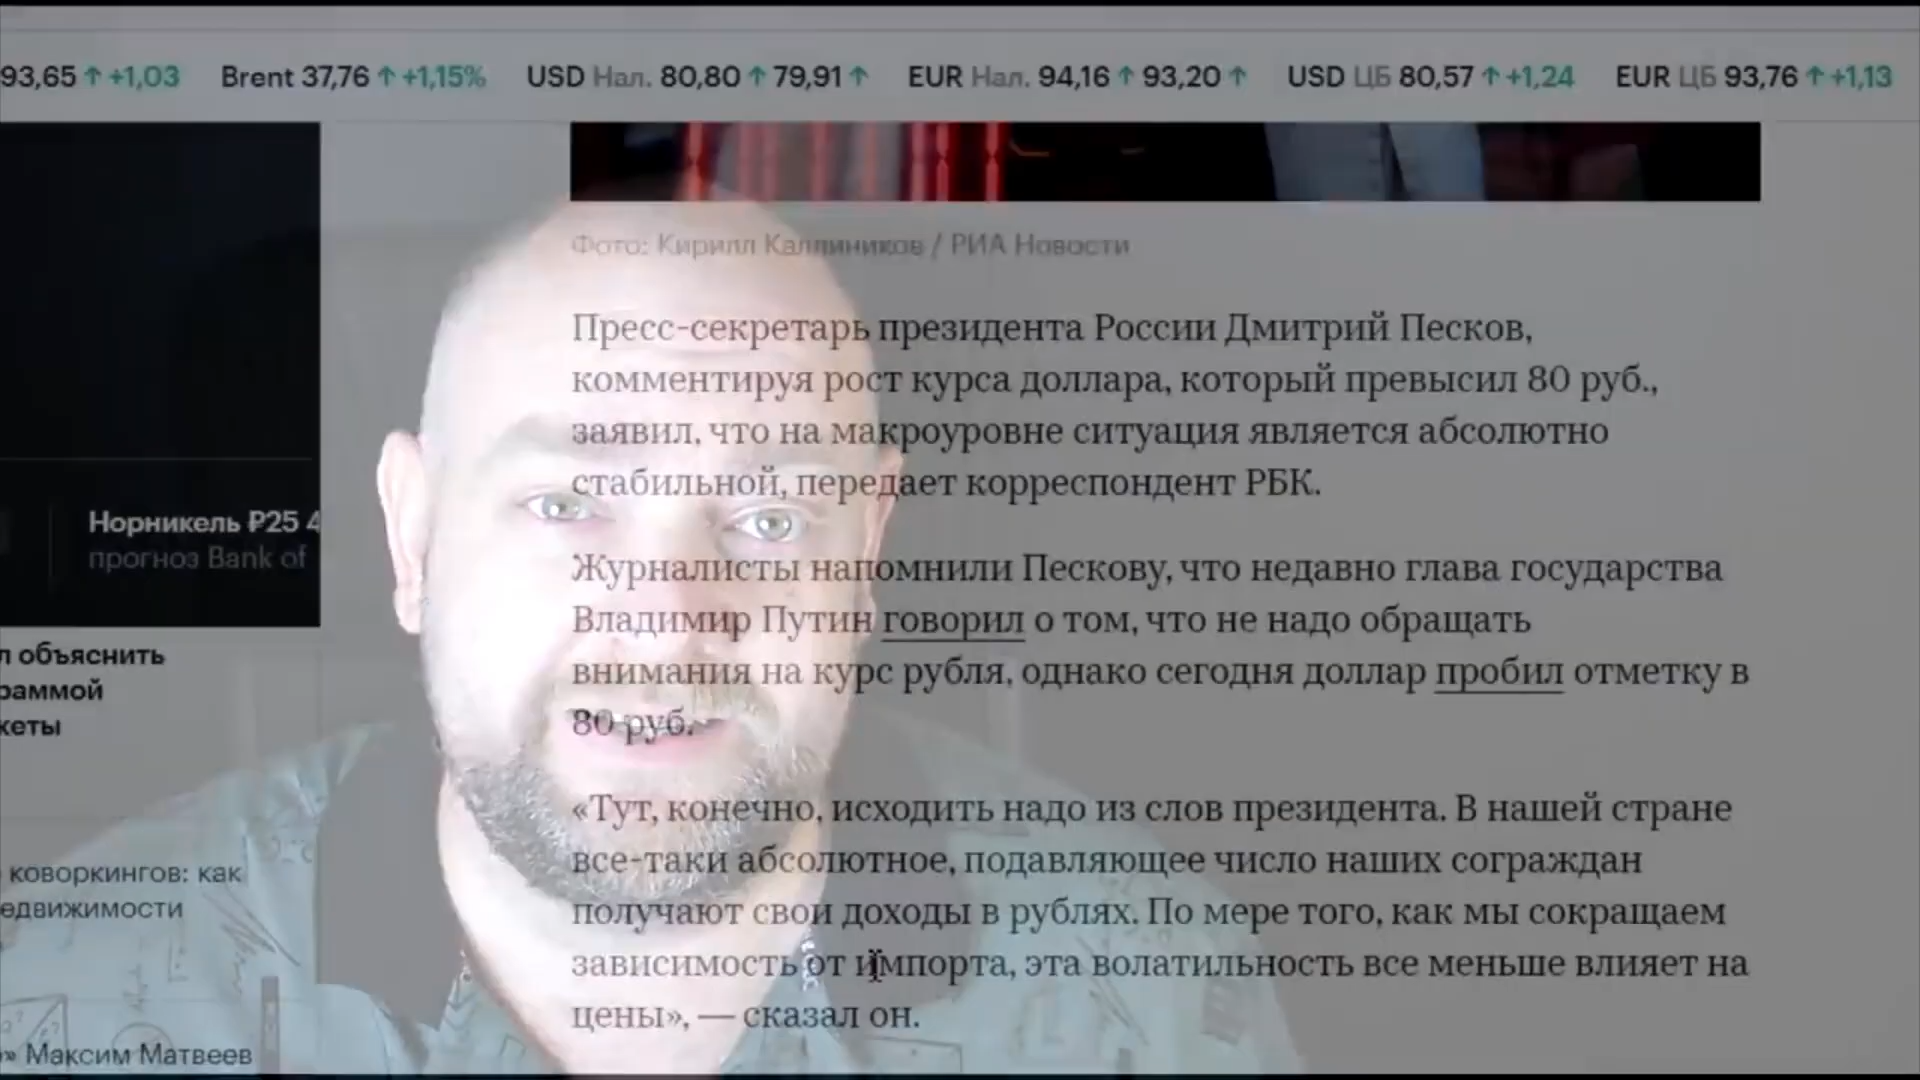 93,65 ↑ +1,03 Brent 37,76 ↑ +1,15% USD Нал. 80,80 ↑ 79,91 ↑ EUR Нал. 94,16 ↑ 93,20 ↑ USD ЦБ 80,57 ↑ +1,24 EUR ЦБ 93,76 ↑ +1,13
Фото: Кирилл Каллиников / РИА Новости
Пресс-секретарь президента России Дмитрий Песков,
комментируя рост курса доллара, который превысил 80 руб.,
заявил, что на макроуровне ситуация является абсолютно
стабильной, передает корреспондент РБК.
Журналисты напомнили Пескову, что недавно глава государства
Владимир Путин говорил о том, что не надо обращать
внимания на курс рубля, однако сегодня доллар пробил отметку в
80 руб.
«Тут, конечно, исходить надо из слов президента. В нашей стране
все-таки абсолютное, подавляющее число наших сограждан
получают свои доходы в рублях. По мере того, как мы сокращаем
зависимость от импорта, эта волатильность все меньше влияет на
цены», — сказал он.
Норникель ₽25 4
прогноз Bank of
л объяснить
раммой
кеты
коворкингов: как
едвижимости
» Максим Матвеев